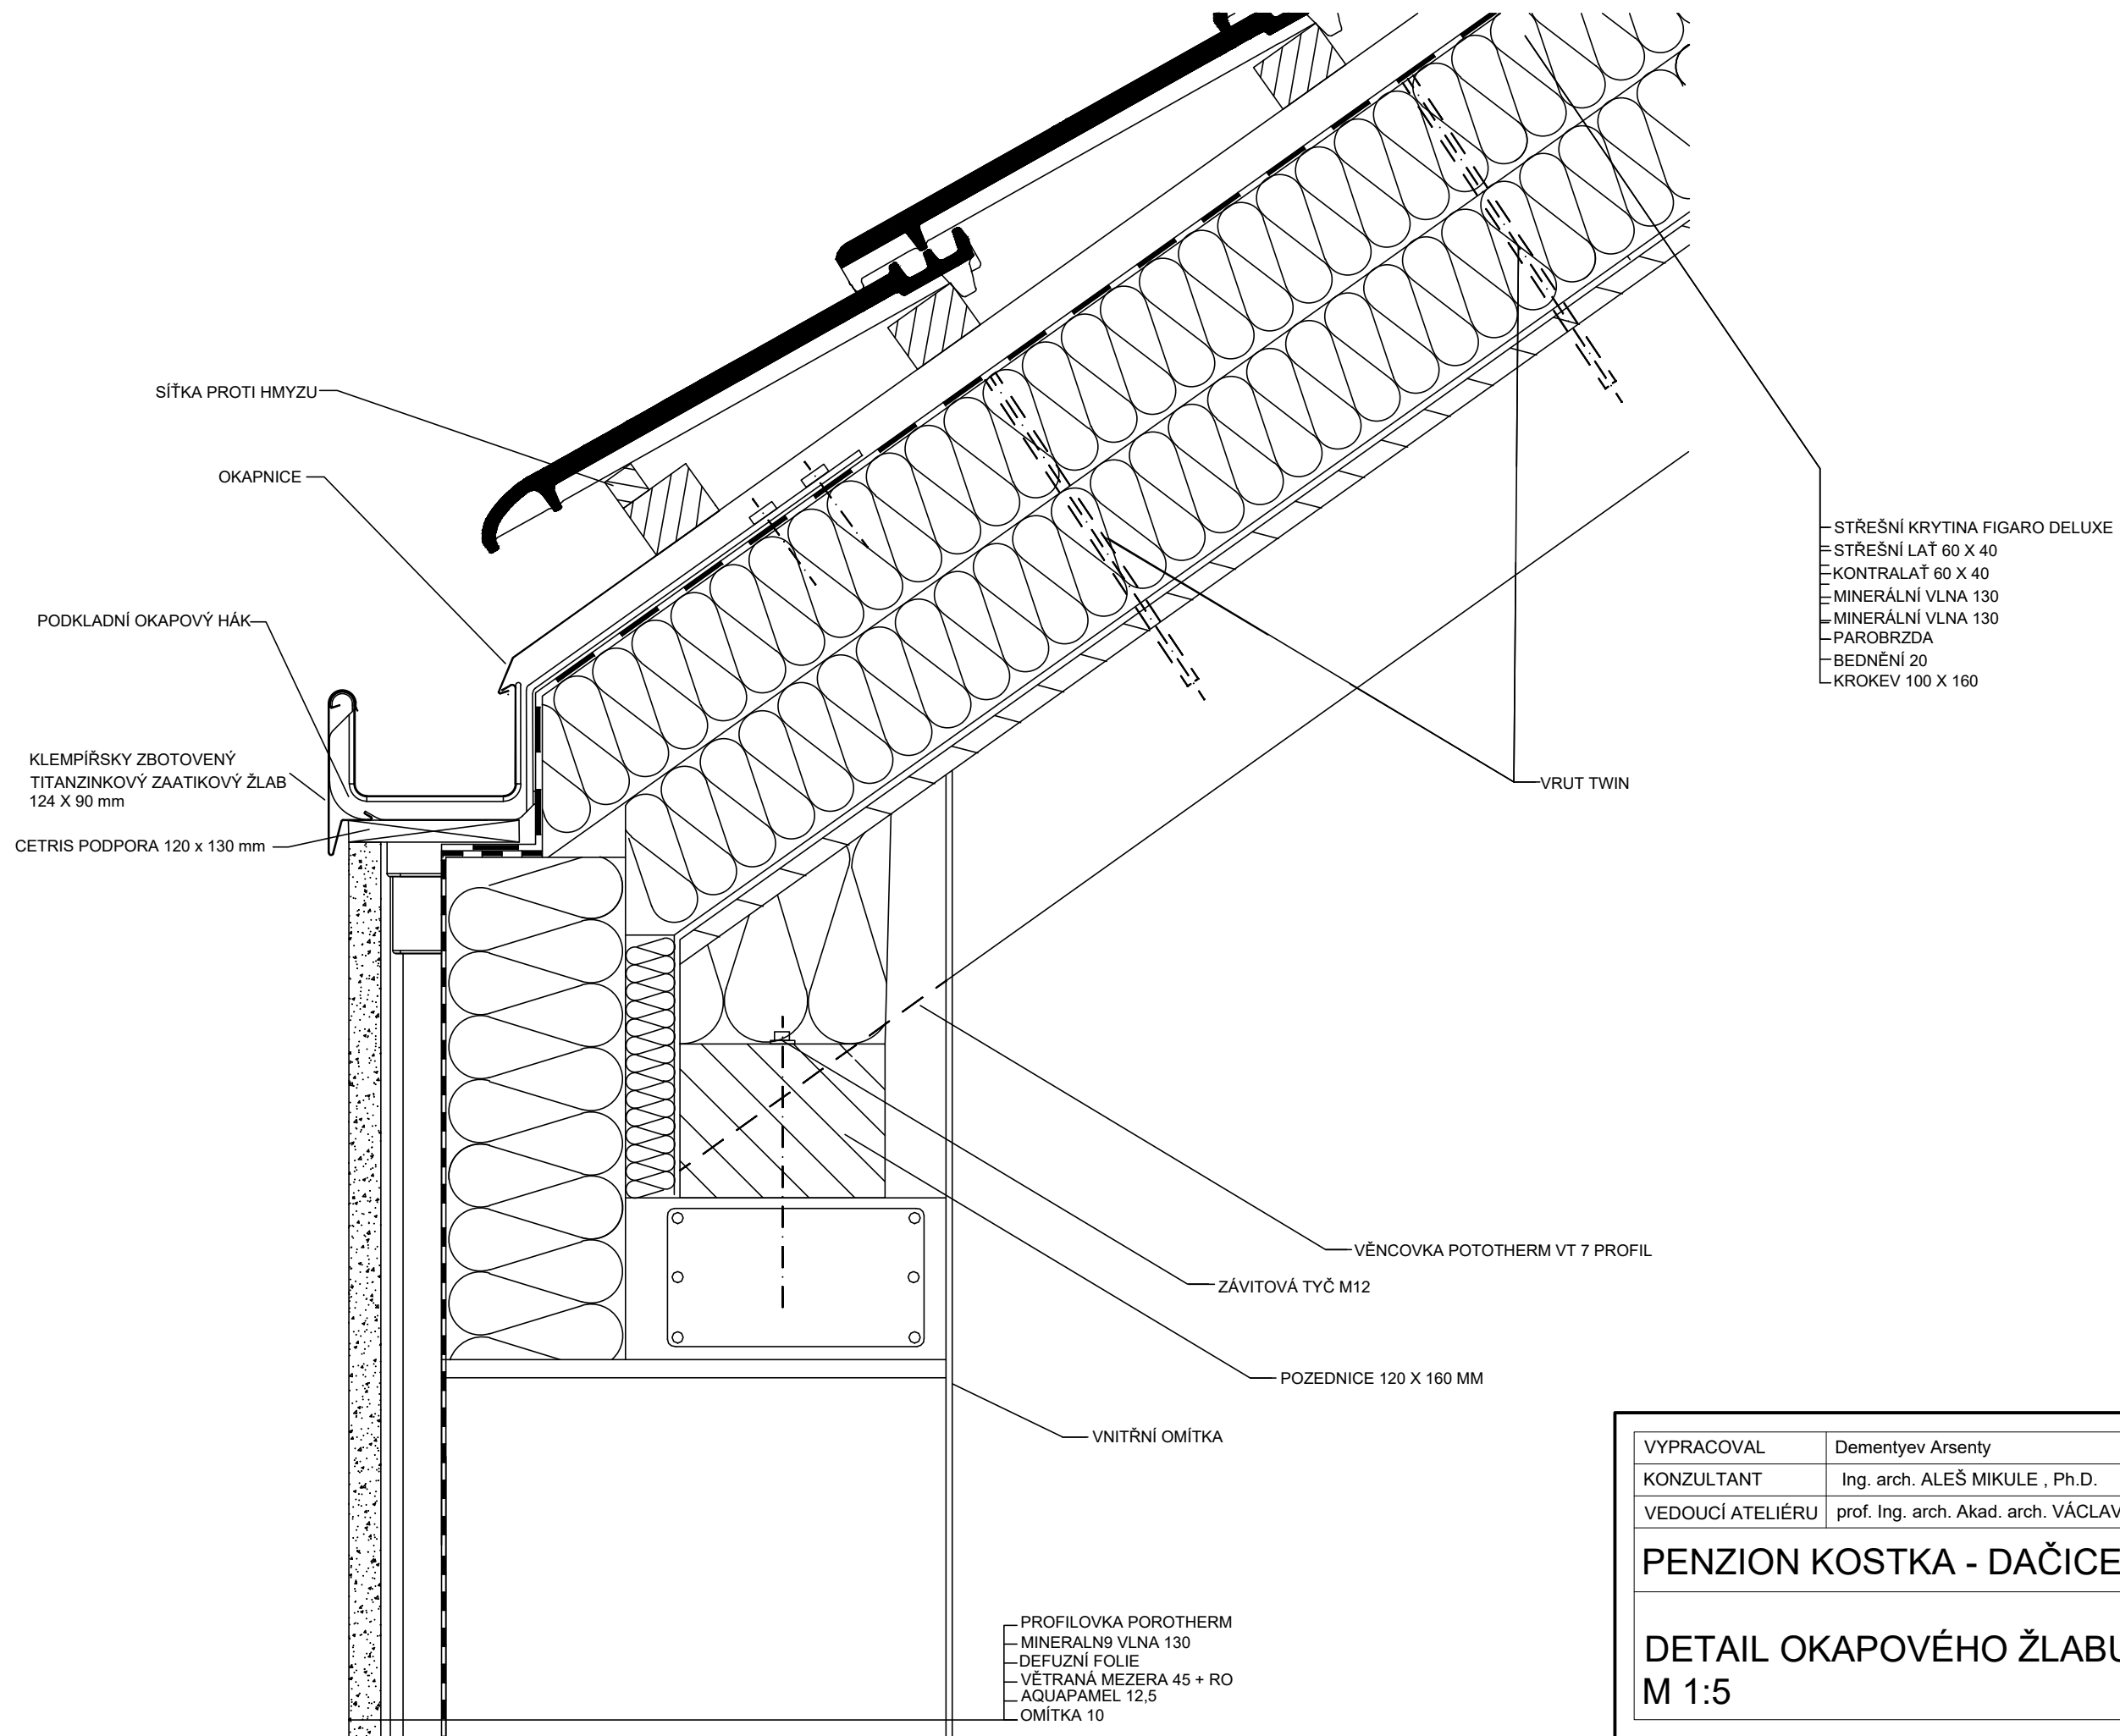 SÍŤKA PROTI HMYZU
OKAPNICE
PODKLADNÍ OKAPOVÝ HÁK
KLEMPÍŘSKY ZBOTOVENÝ
TITANZINKOVÝ ZAATIKOVÝ ŽLAB
124 X 90 mm
CETRIS PODPORA 120 x 130 mm
STŘEŠNÍ KRYTINA FIGARO DELUXE
STŘEŠNÍ LAŤ 60 X 40
KONTRALAŤ 60 X 40
MINERÁLNÍ VLNA 130
MINERÁLNÍ VLNA 130
PAROBRZDA
BEDNĚNÍ 20
KROKEV 100 X 160
VRUT TWIN
VĚNCOVKA POTOTHERM VT 7 PROFIL
ZÁVITOVÁ TYČ M12
POZEDNICE 120 X 160 MM
VNITŘNÍ OMÍTKA
PROFILOVKA POROTHERM
MINERALN9 VLNA 130
DEFUZNÍ FOLIE
VĚTRANÁ MEZERA 45 + RO
AQUAPAMEL 12,5
OMÍTKA 10
VYPRACOVAL Dementyev Arsenty
KONZULTANT Ing. arch. ALEŠ MIKULE , Ph.D.
VEDOUCÍ ATELIÉRU prof. Ing. arch. Akad. arch. VÁCLAV
PENZION KOSTKA - DAČICE
DETAIL OKAPOVÉHO ŽLABU
M 1:5